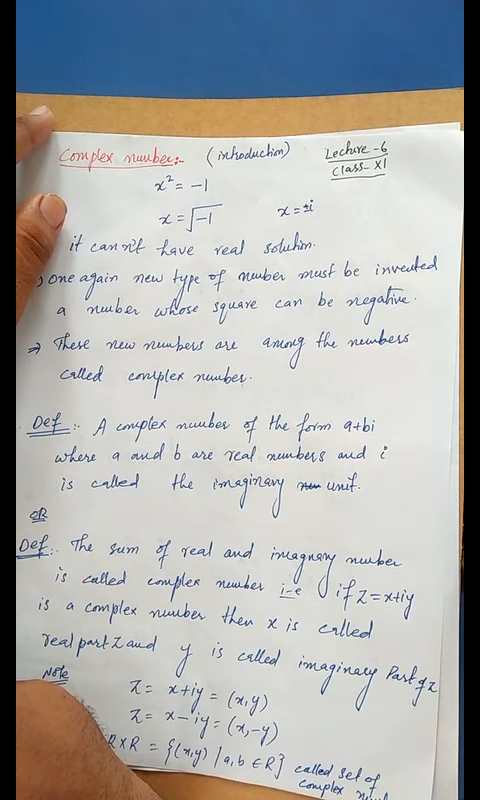 Complex number:- (introduction) Lecture-6
Class-XI
x² = -1
x = √-1 x = ±i
it cann't have real solution.
One again new type of number must be invented
a number whose square can be negative.
⇒ These new numbers are among the numbers
called complex number.
Def:- A complex number of the form a+bi
where a and b are real numbers and i
is called the imaginary unit.
OR
Def:- The sum of real and imagnary number
is called complex number i-e if Z = x+iy
is a complex number then x is called
real part Z and y is called imaginary Part of Z
Note
Z = x+iy = (x,y)
Z = x-iy = (x,-y)
R×R = {(x,y) / a,b ∈ R} called set of
complex